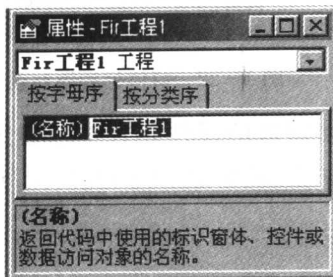 属性 - Fir工程1
Fir工程1 工程
按字母序 按分类序
(名称) Fir工程1
(名称)
返回代码中使用的标识窗体、控件或
数据访问对象的名称。